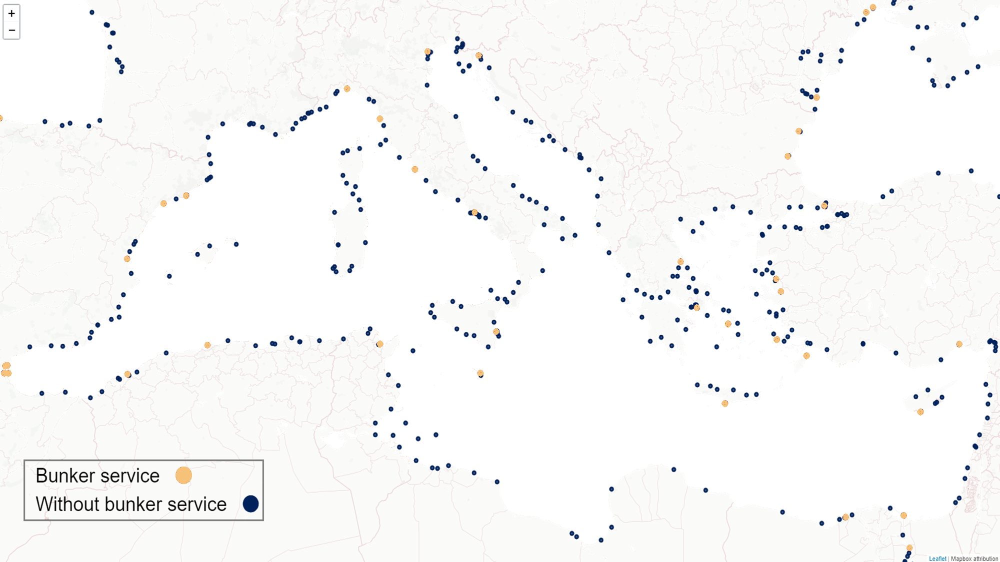 +
−
Bunker service
Without bunker service
Leaflet | Mapbox attribution